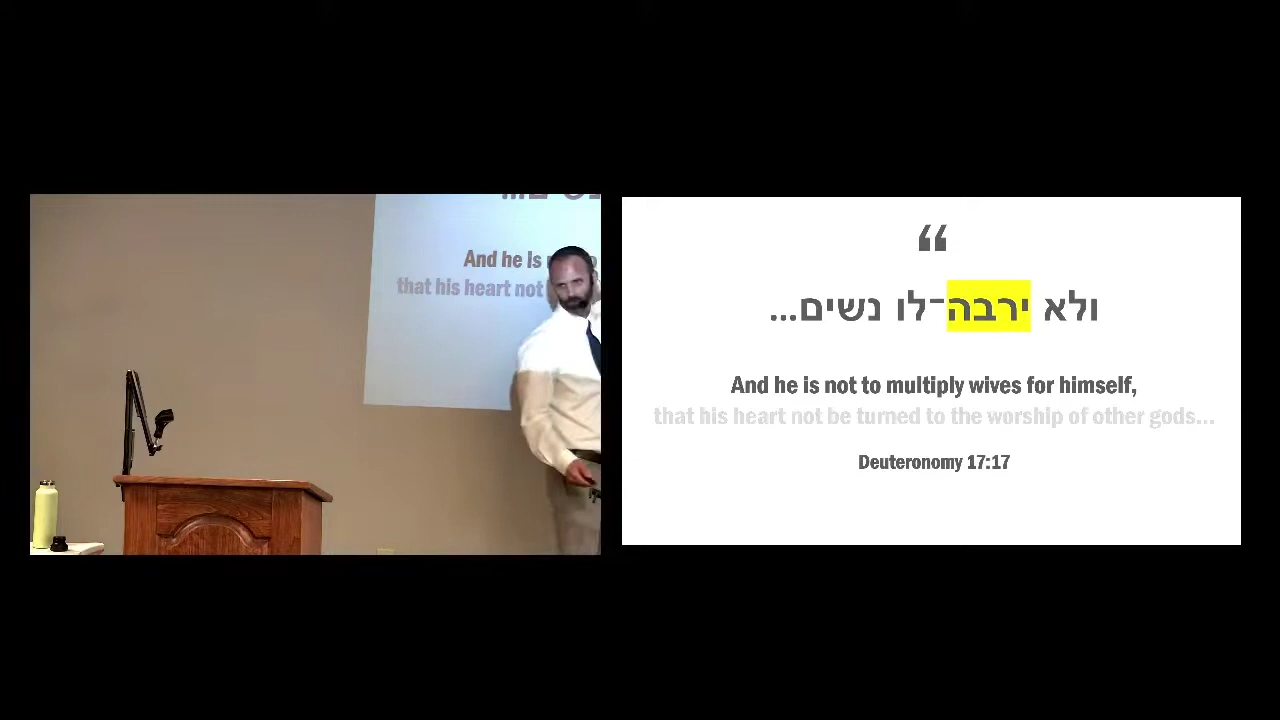 נשים...
And he is
that his heart not
“
ולא ירבה־לו נשים...
And he is not to multiply wives for himself,
that his heart not be turned to the worship of other gods...
Deuteronomy 17:17